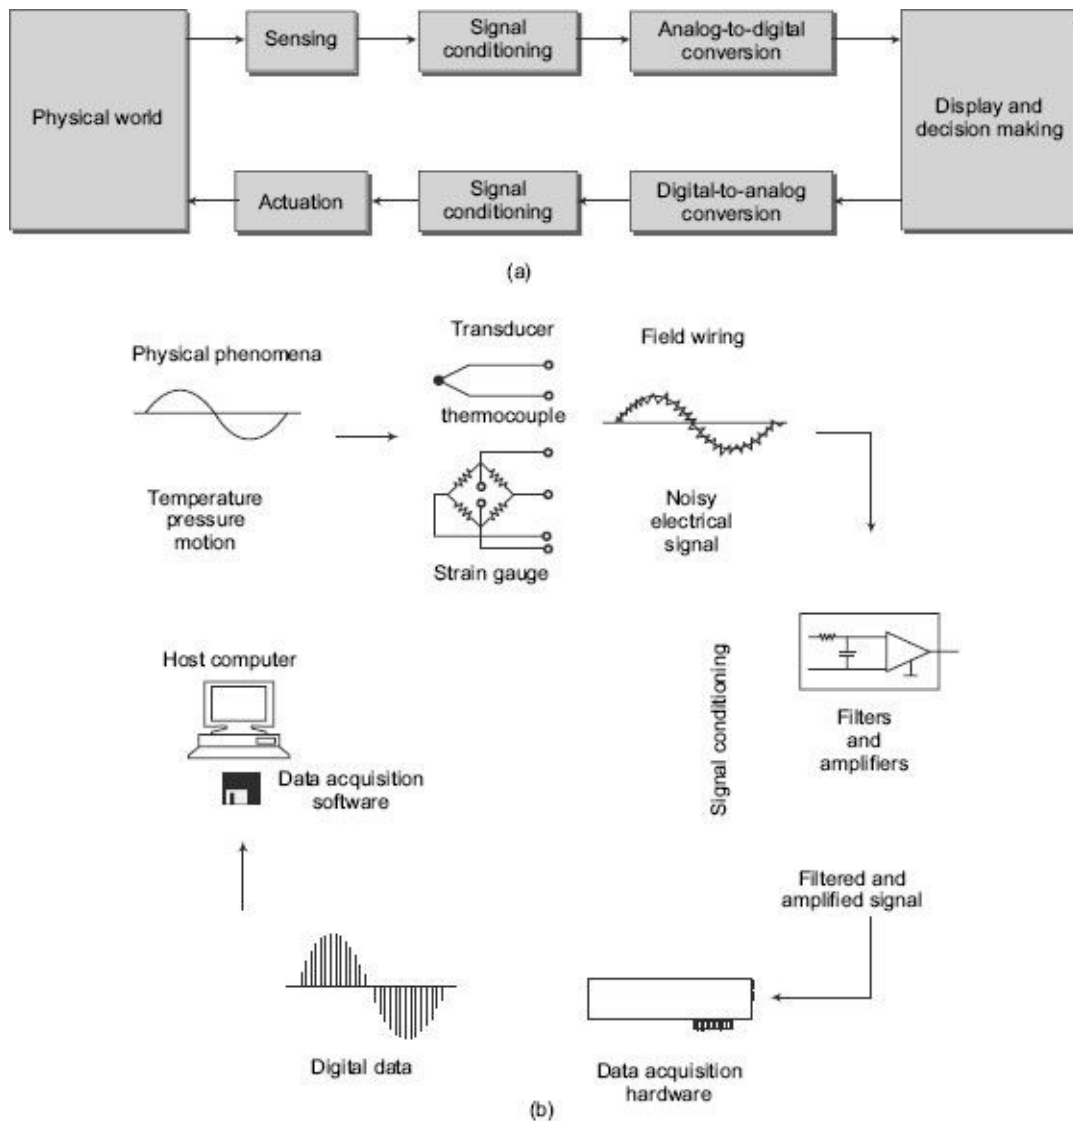 Physical world
Sensing
Signal
conditioning
Analog-to-digital
conversion
Display and
decision making
Actuation
Signal
conditioning
Digital-to-analog
conversion
(a)
Physical phenomena
Temperature
pressure
motion
Transducer
thermocouple
Strain gauge
Field wiring
Noisy
electrical
signal
Signal conditioning
Filters
and
amplifiers
Filtered and
amplified signal
Data acquisition
hardware
Digital data
Host computer
Data acquisition
software
(b)